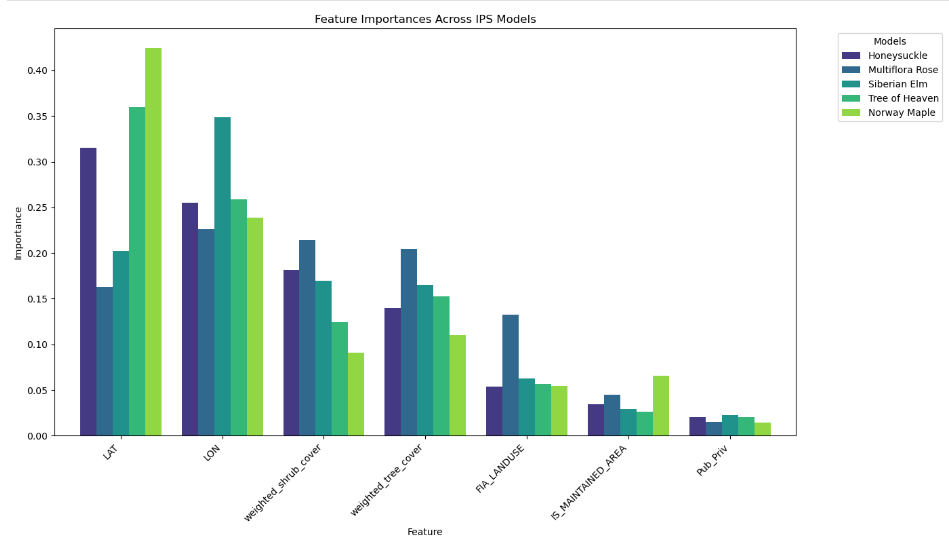 Feature Importances Across IPS Models
Models
Honeysuckle
Multiflora Rose
Siberian Elm
Tree of Heaven
Norway Maple
Importance
0.40
0.35
0.30
0.25
0.20
0.15
0.10
0.05
0.00
LAT
LON
weighted_shrub_cover
weighted_tree_cover
FIA_LANDUSE
IS_MAINTAINED_AREA
Pub_Priv
Feature